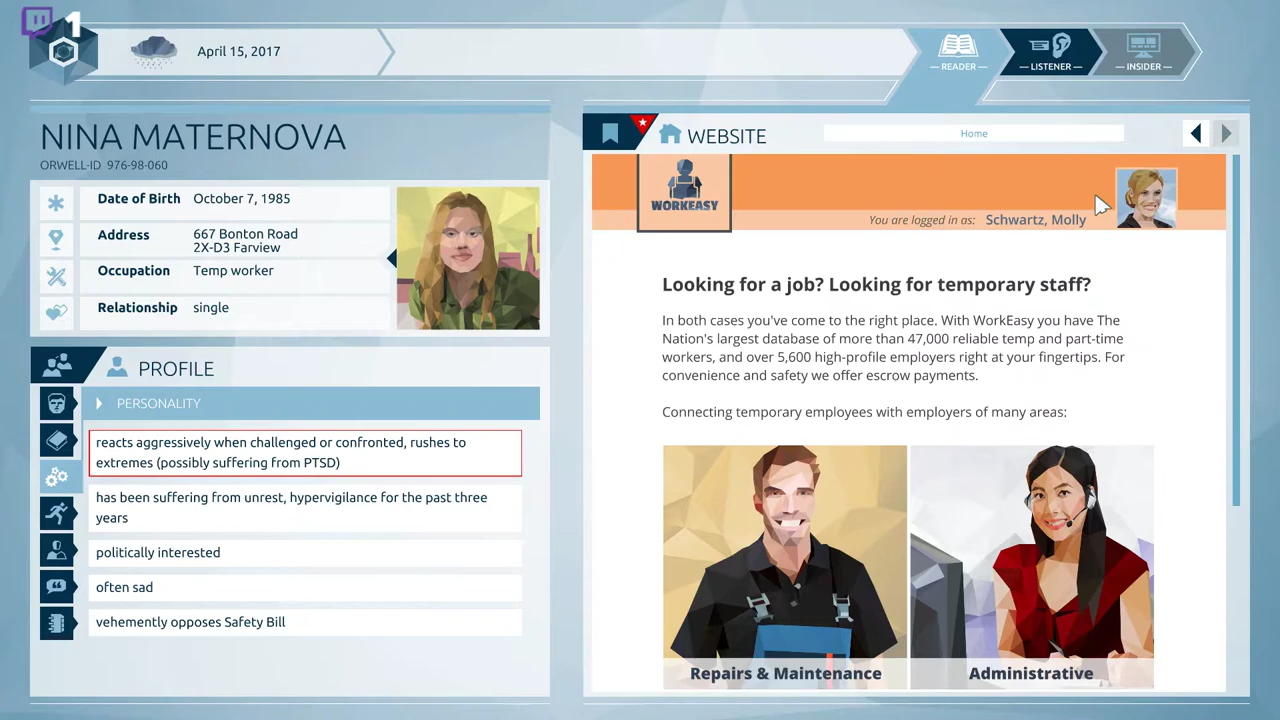 1
April 15, 2017
READER
LISTENER
INSIDER
NINA MATERNOVA
ORWELL-ID 976-98-060
Date of Birth October 7, 1985
Address 667 Bonton Road
2X-D3 Farview
Occupation Temp worker
Relationship single
PROFILE
PERSONALITY
reacts aggressively when challenged or confronted, rushes to
extremes (possibly suffering from PTSD)
has been suffering from unrest, hypervigilance for the past three
years
politically interested
often sad
vehemently opposes Safety Bill
WEBSITE
Home
WORKEASY
You are logged in as: Schwartz, Molly
Looking for a job? Looking for temporary staff?
In both cases you've come to the right place. With WorkEasy you have The
Nation's largest database of more than 47,000 reliable temp and part-time
workers, and over 5,600 high-profile employers right at your fingertips. For
convenience and safety we offer escrow payments.
Connecting temporary employees with employers of many areas:
Repairs & Maintenance
Administrative